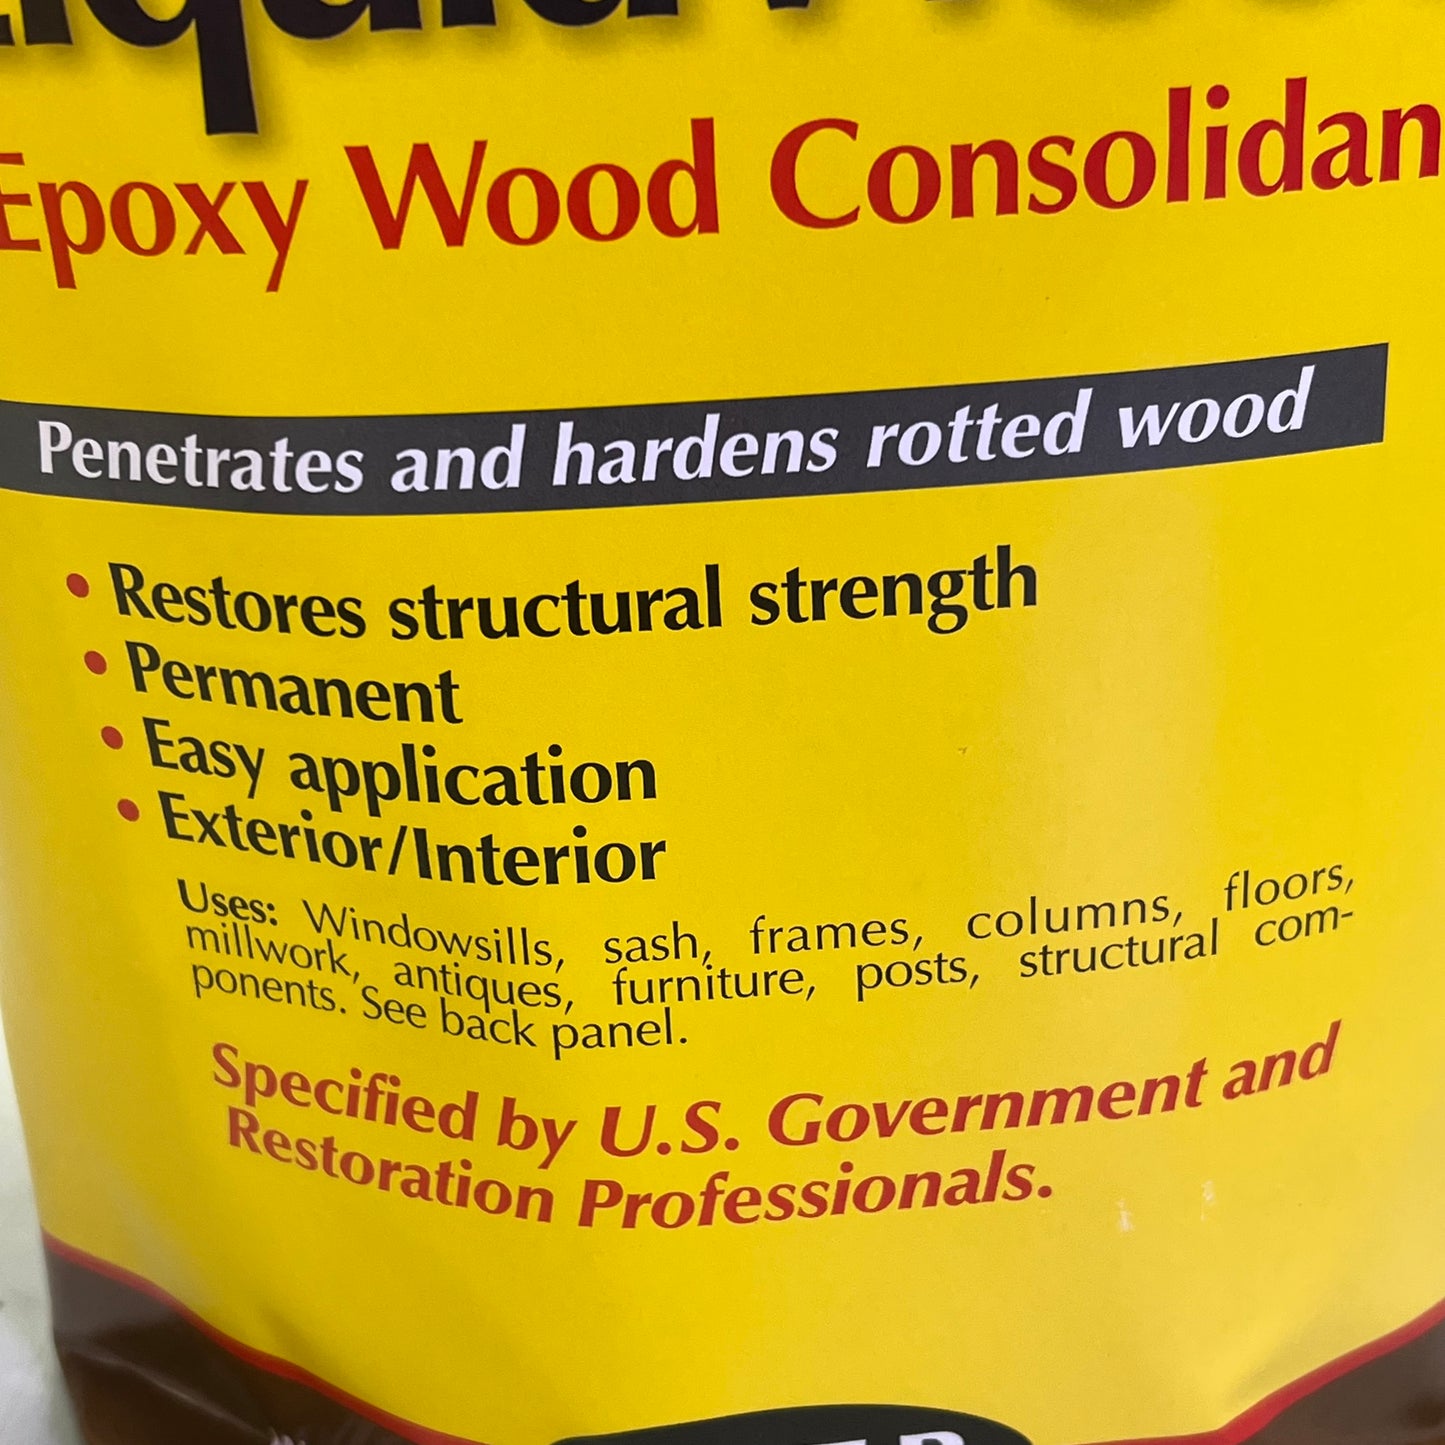 Epoxy Wood Consolidan
Penetrates and hardens rotted wood
• Restores structural strength
• Permanent
• Easy application
• Exterior/Interior
Uses: Windowsills, sash, frames, columns, floors,
millwork, antiques, furniture, posts, structural com-
ponents. See back panel.
Specified by U.S. Government and
Restoration Professionals.